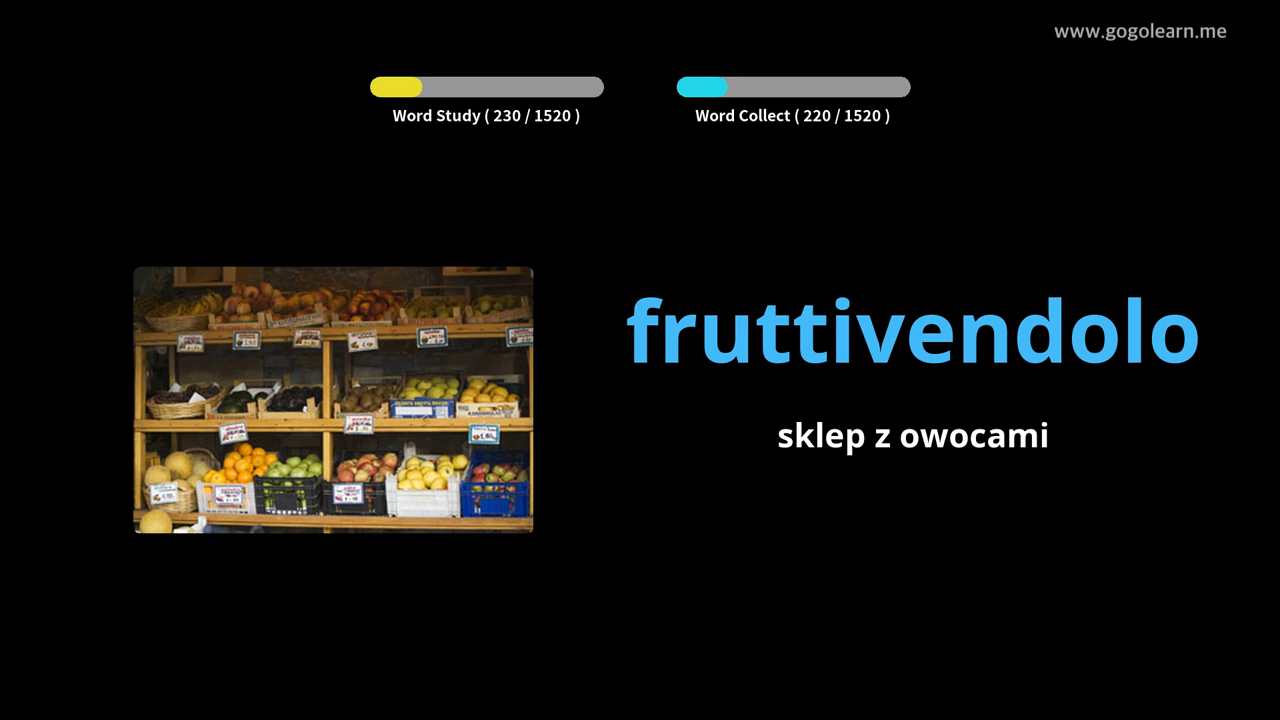 www.gogolearn.me
Word Study ( 230 / 1520 )
Word Collect ( 220 / 1520 )
fruttivendolo
sklep z owocami